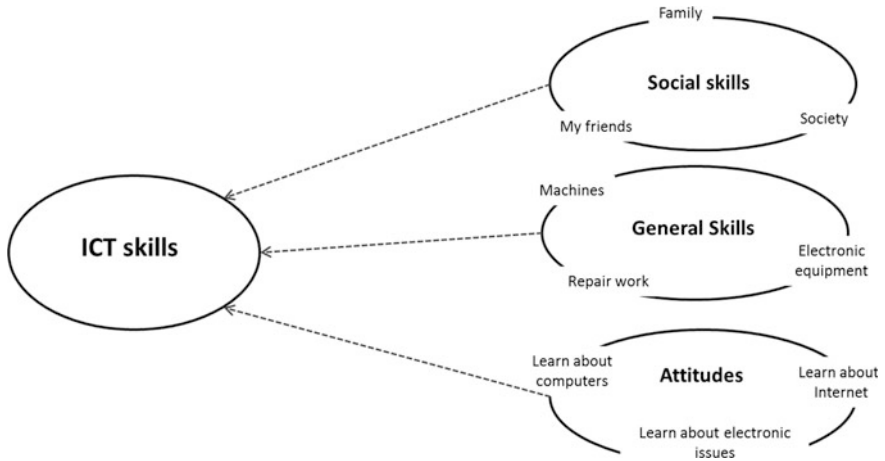 Family
Social skills
My friends
Society
Machines
General Skills
Electronic
equipment
Repair work
ICT skills
Learn about
computers
Attitudes
Learn about
Internet
Learn about electronic
issues